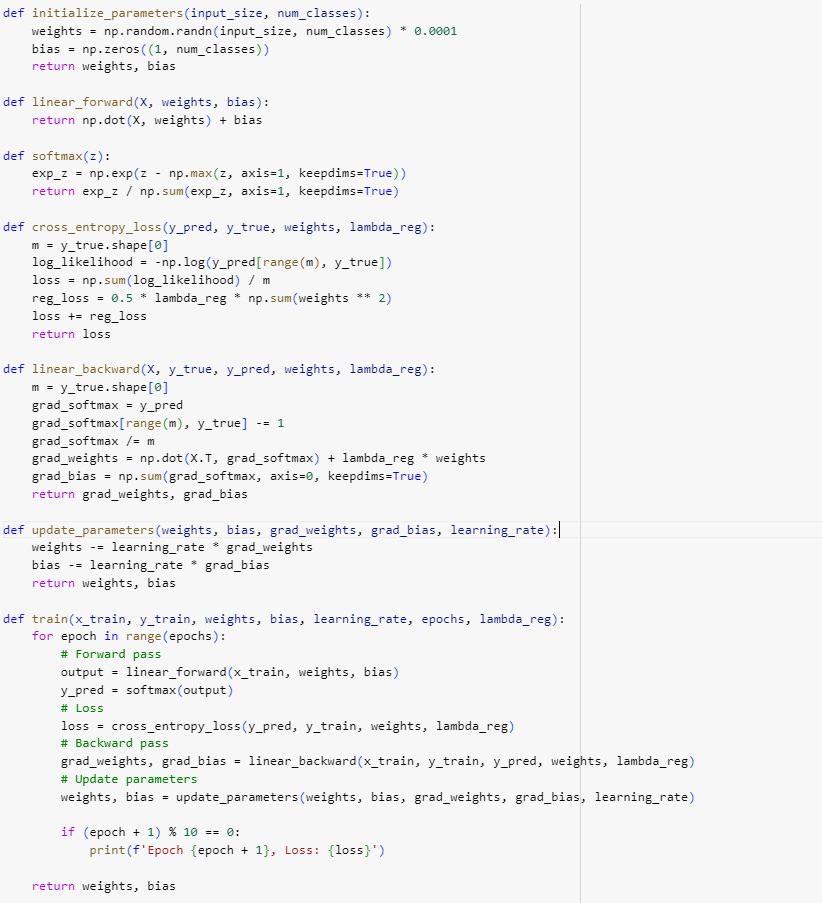 def initialize_parameters(input_size, num_classes):
    weights = np.random.randn(input_size, num_classes) * 0.0001
    bias = np.zeros((1, num_classes))
    return weights, bias

def linear_forward(X, weights, bias):
    return np.dot(X, weights) + bias

def softmax(z):
    exp_z = np.exp(z - np.max(z, axis=1, keepdims=True))
    return exp_z / np.sum(exp_z, axis=1, keepdims=True)

def cross_entropy_loss(y_pred, y_true, weights, lambda_reg):
    m = y_true.shape[0]
    log_likelihood = -np.log(y_pred[range(m), y_true])
    loss = np.sum(log_likelihood) / m
    reg_loss = 0.5 * lambda_reg * np.sum(weights ** 2)
    loss += reg_loss
    return loss

def linear_backward(X, y_true, y_pred, weights, lambda_reg):
    m = y_true.shape[0]
    grad_softmax = y_pred
    grad_softmax[range(m), y_true] -= 1
    grad_softmax /= m
    grad_weights = np.dot(X.T, grad_softmax) + lambda_reg * weights
    grad_bias = np.sum(grad_softmax, axis=0, keepdims=True)
    return grad_weights, grad_bias

def update_parameters(weights, bias, grad_weights, grad_bias, learning_rate):
    weights -= learning_rate * grad_weights
    bias -= learning_rate * grad_bias
    return weights, bias

def train(x_train, y_train, weights, bias, learning_rate, epochs, lambda_reg):
    for epoch in range(epochs):
        # Forward pass
        output = linear_forward(x_train, weights, bias)
        y_pred = softmax(output)
        # Loss
        loss = cross_entropy_loss(y_pred, y_train, weights, lambda_reg)
        # Backward pass
        grad_weights, grad_bias = linear_backward(x_train, y_train, y_pred, weights, lambda_reg)
        # Update parameters
        weights, bias = update_parameters(weights, bias, grad_weights, grad_bias, learning_rate)

        if (epoch + 1) % 10 == 0:
            print(f'Epoch {epoch + 1}, Loss: {loss}')

    return weights, bias